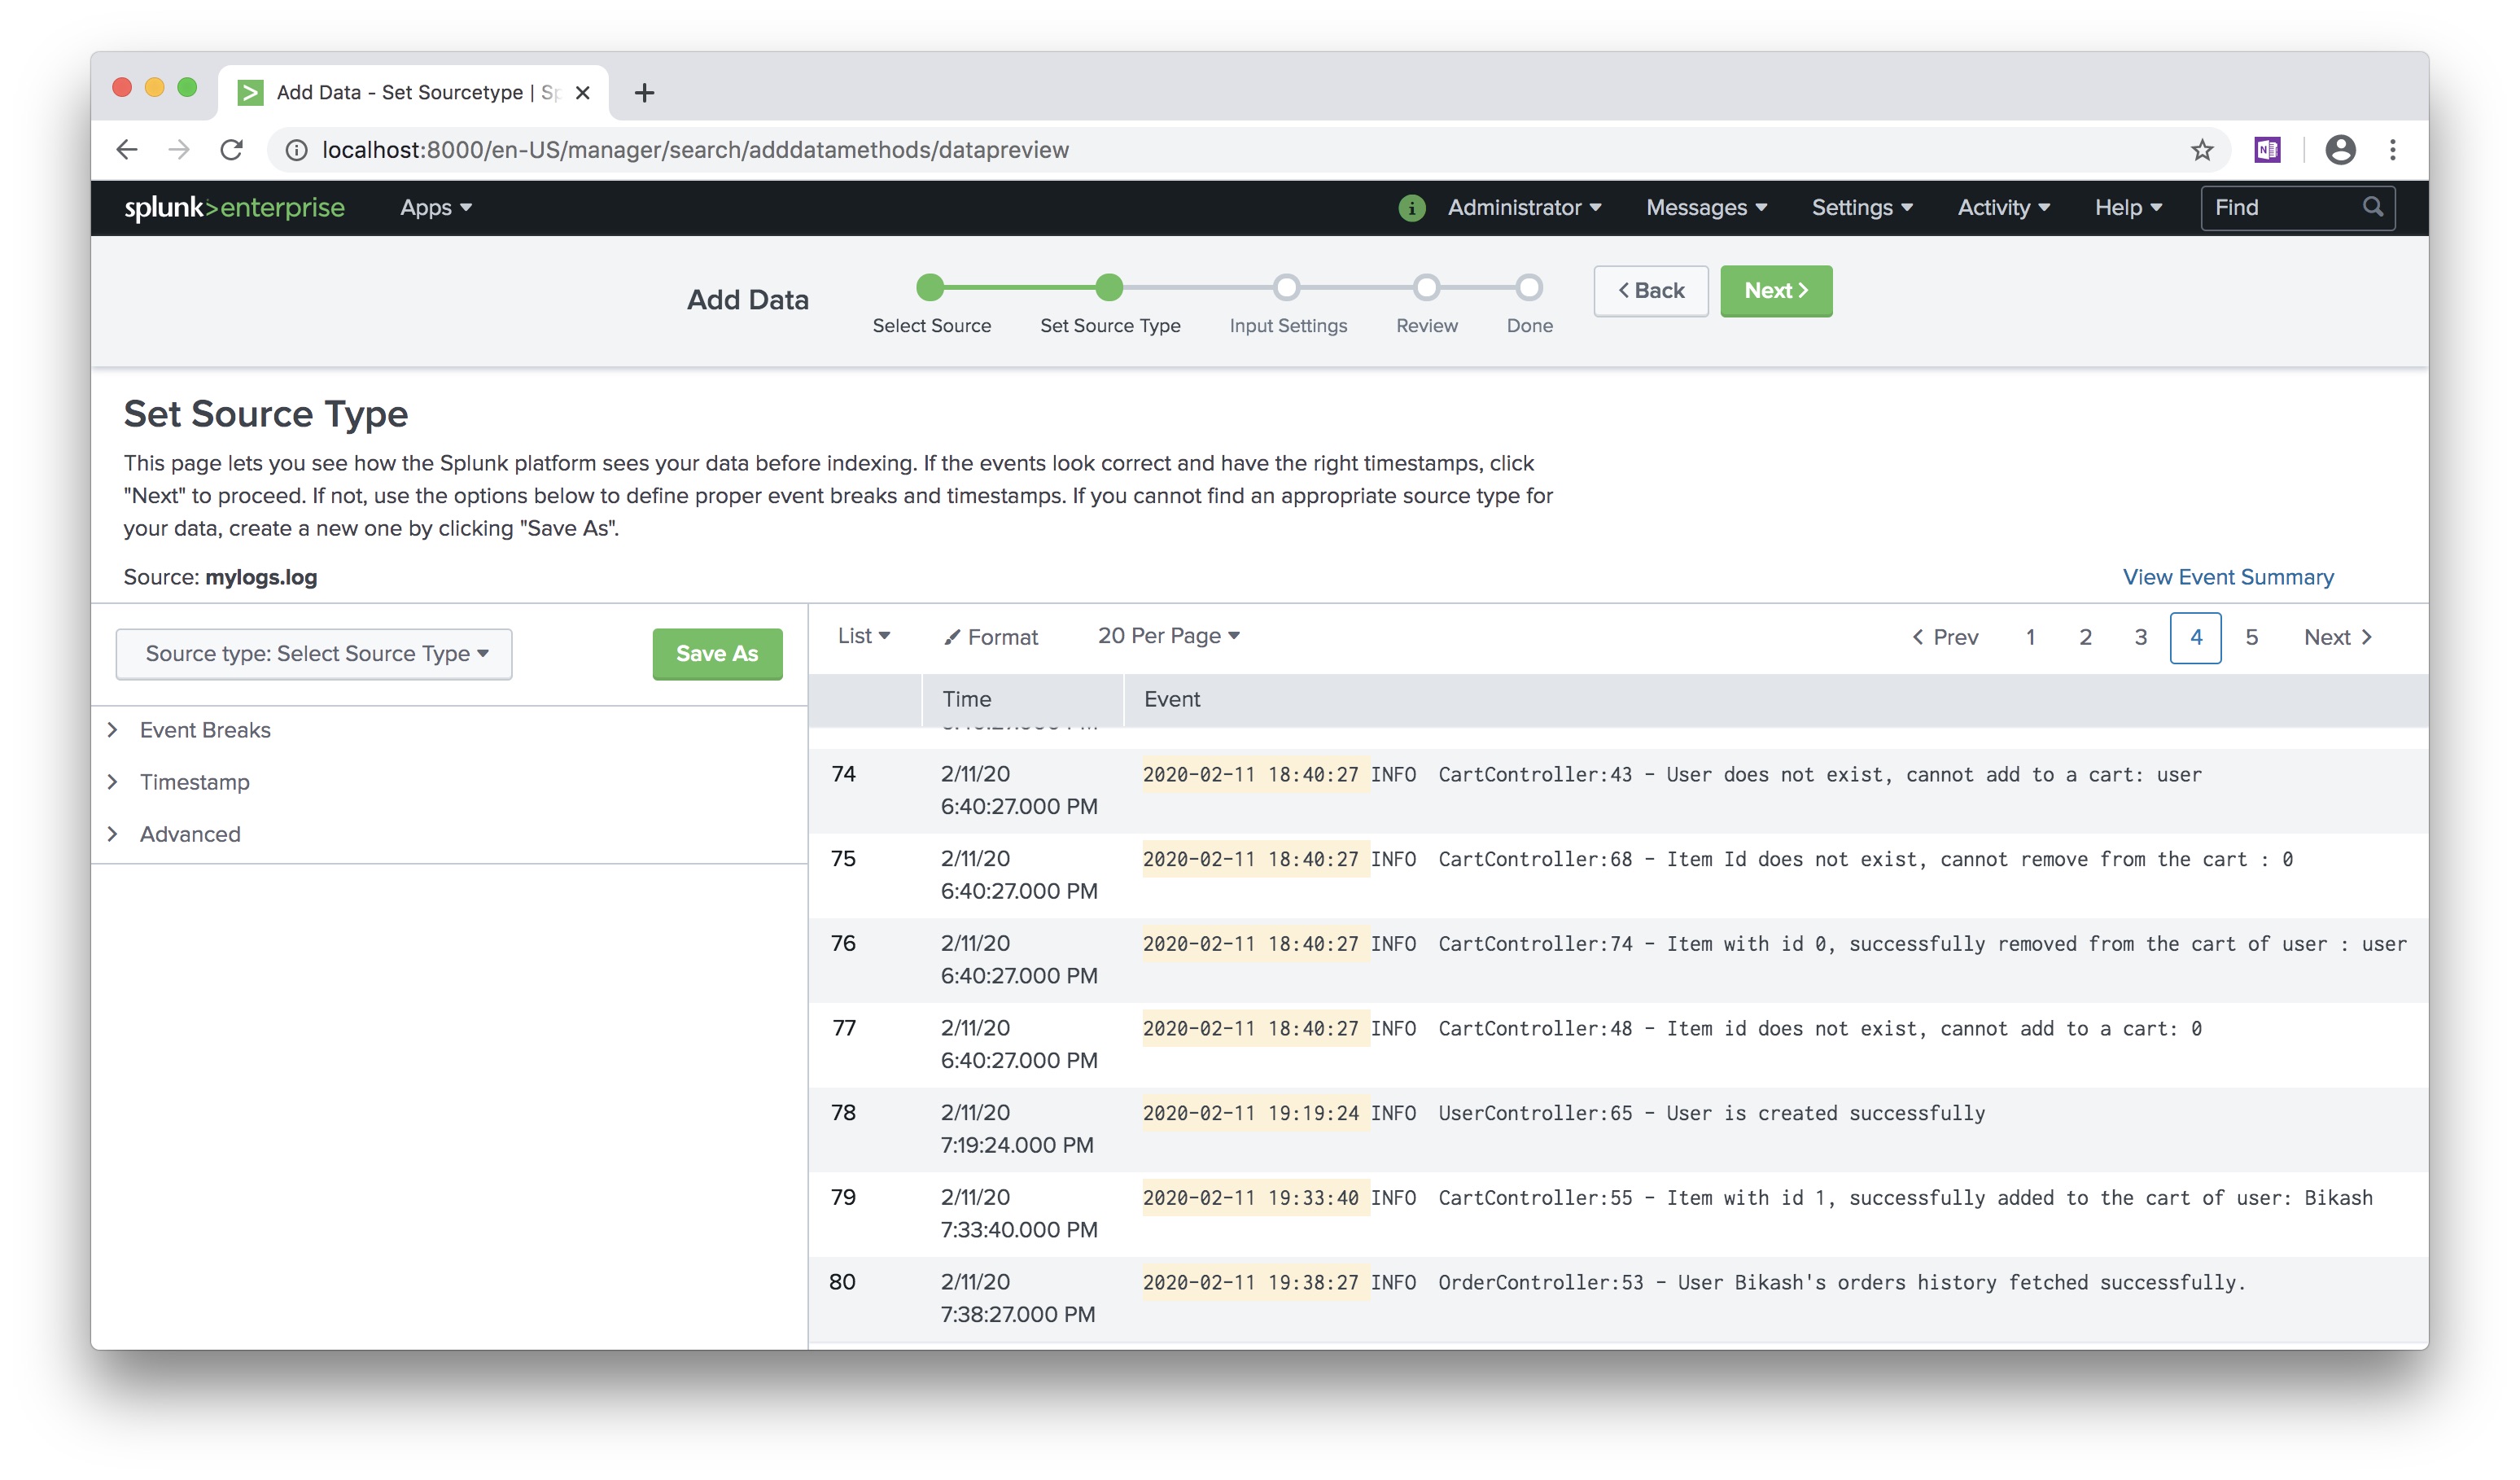 Add Data - Set Sourcetype | Sp
localhost:8000/en-US/manager/search/adddatamethods/datapreview
splunk>enterprise Apps Administrator Messages Settings Activity Help Find
Add Data
Select Source Set Source Type Input Settings Review Done
Back Next
Set Source Type
This page lets you see how the Splunk platform sees your data before indexing. If the events look correct and have the right timestamps, click
"Next" to proceed. If not, use the options below to define proper event breaks and timestamps. If you cannot find an appropriate source type for
your data, create a new one by clicking "Save As".
Source: mylogs.log
View Event Summary
Source type: Select Source Type
Save As
Event Breaks
Timestamp
Advanced
List Format 20 Per Page Prev 1 2 3 4 5 Next
Time Event
74 2/11/20 2020-02-11 18:40:27 INFO CartController:43 - User does not exist, cannot add to a cart: user
6:40:27.000 PM
75 2/11/20 2020-02-11 18:40:27 INFO CartController:68 - Item Id does not exist, cannot remove from the cart : 0
6:40:27.000 PM
76 2/11/20 2020-02-11 18:40:27 INFO CartController:74 - Item with id 0, successfully removed from the cart of user : user
6:40:27.000 PM
77 2/11/20 2020-02-11 18:40:27 INFO CartController:48 - Item id does not exist, cannot add to a cart: 0
6:40:27.000 PM
78 2/11/20 2020-02-11 19:19:24 INFO UserController:65 - User is created successfully
7:19:24.000 PM
79 2/11/20 2020-02-11 19:33:40 INFO CartController:55 - Item with id 1, successfully added to the cart of user: Bikash
7:33:40.000 PM
80 2/11/20 2020-02-11 19:38:27 INFO OrderController:53 - User Bikash's orders history fetched successfully.
7:38:27.000 PM